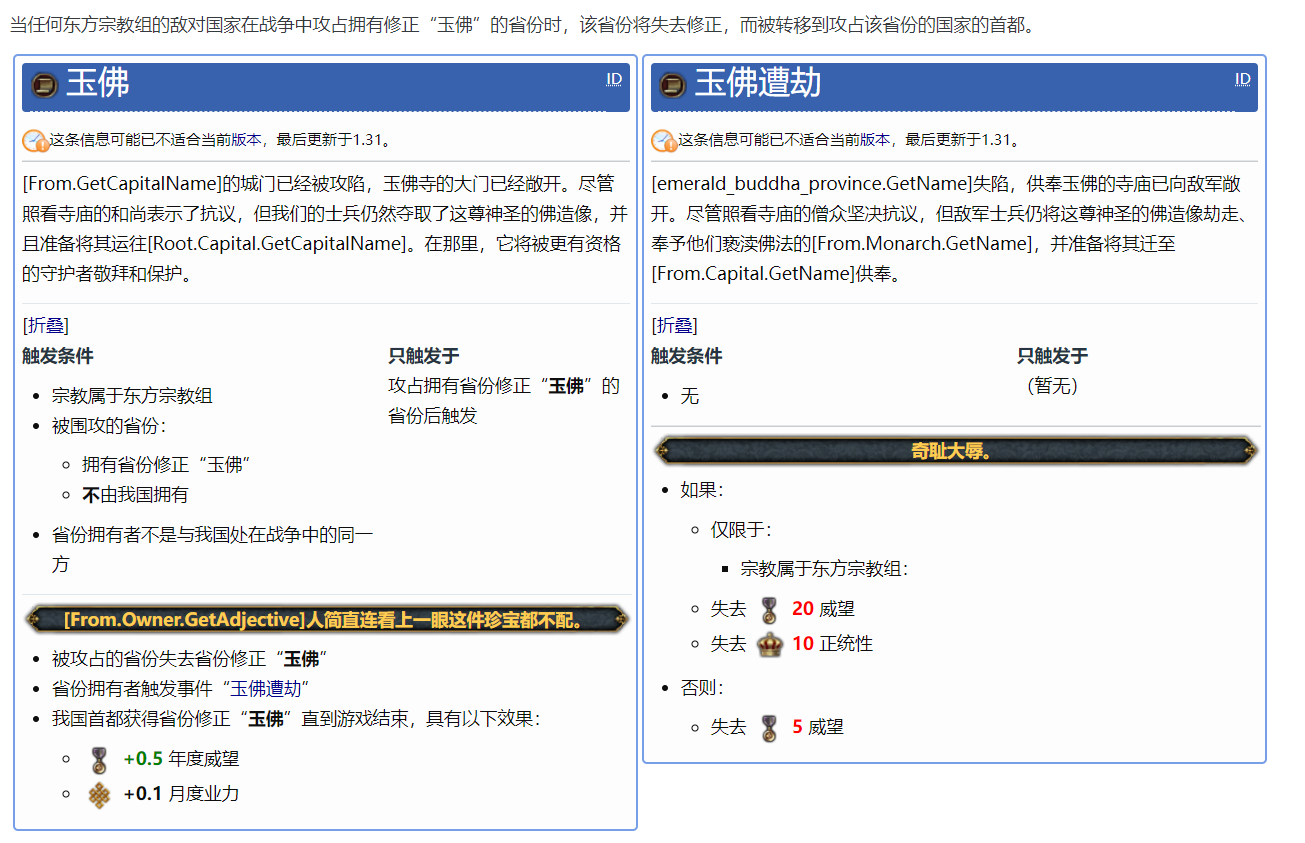 当任何东方宗教组的敌对国家在战争中攻占拥有修正“玉佛”的省份时，该省份将失去修正，而被转移到攻占该省份的国家的首都。
玉佛
ID
这条信息可能已不适合当前版本，最后更新于1.31。
[From.GetCapitalName]的城门已经被攻陷，玉佛寺的大门已经敞开。尽管
照看寺庙的和尚表示了抗议，但我们的士兵仍然夺取了这尊神圣的佛造像，并
且准备将其运往[Root.Capital.GetCapitalName]。在那里，它将被更有资格
的守护者敬拜和保护。
[折叠]
触发条件
宗教属于东方宗教组
被围攻的省份：
拥有省份修正“玉佛”
不由我国拥有
省份拥有者不是与我国处在战争中的同一
方
只触发于
攻占拥有省份修正“玉佛”的
省份后触发
[From.Owner.GetAdjective]人简直连看上一眼这件珍宝都不配。
被攻占的省份失去省份修正“玉佛”
省份拥有者触发事件“玉佛遭劫”
我国首都获得省份修正“玉佛”直到游戏结束，具有以下效果：
+0.5 年度威望
+0.1 月度业力
玉佛遭劫
ID
这条信息可能已不适合当前版本，最后更新于1.31。
[emerald_buddha_province.GetName]失陷，供奉玉佛的寺庙已向敌军敞
开。尽管照看寺庙的僧众坚决抗议，但敌军士兵仍将这尊神圣的佛造像劫走、
奉予他们亵渎佛法的[From.Monarch.GetName]，并准备将其迁至
[From.Capital.GetName]供奉。
[折叠]
触发条件
无
只触发于
（暂无）
奇耻大辱。
如果：
仅限于：
宗教属于东方宗教组：
失去 20 威望
失去 10 正统性
否则：
失去 5 威望